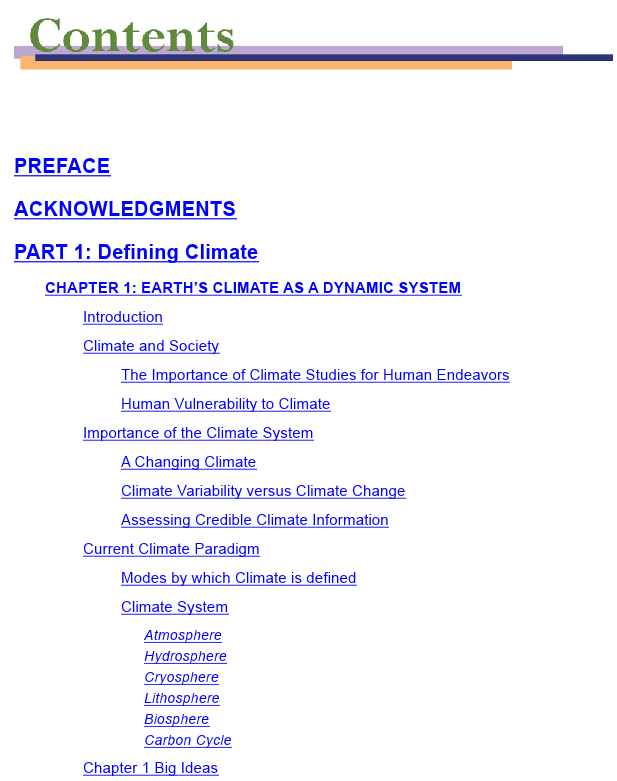 Contents
PREFACE
ACKNOWLEDGMENTS
PART 1: Defining Climate
CHAPTER 1: EARTH’S CLIMATE AS A DYNAMIC SYSTEM
Introduction
Climate and Society
The Importance of Climate Studies for Human Endeavors
Human Vulnerability to Climate
Importance of the Climate System
A Changing Climate
Climate Variability versus Climate Change
Assessing Credible Climate Information
Current Climate Paradigm
Modes by which Climate is defined
Climate System
Atmosphere
Hydrosphere
Cryosphere
Lithosphere
Biosphere
Carbon Cycle
Chapter 1 Big Ideas